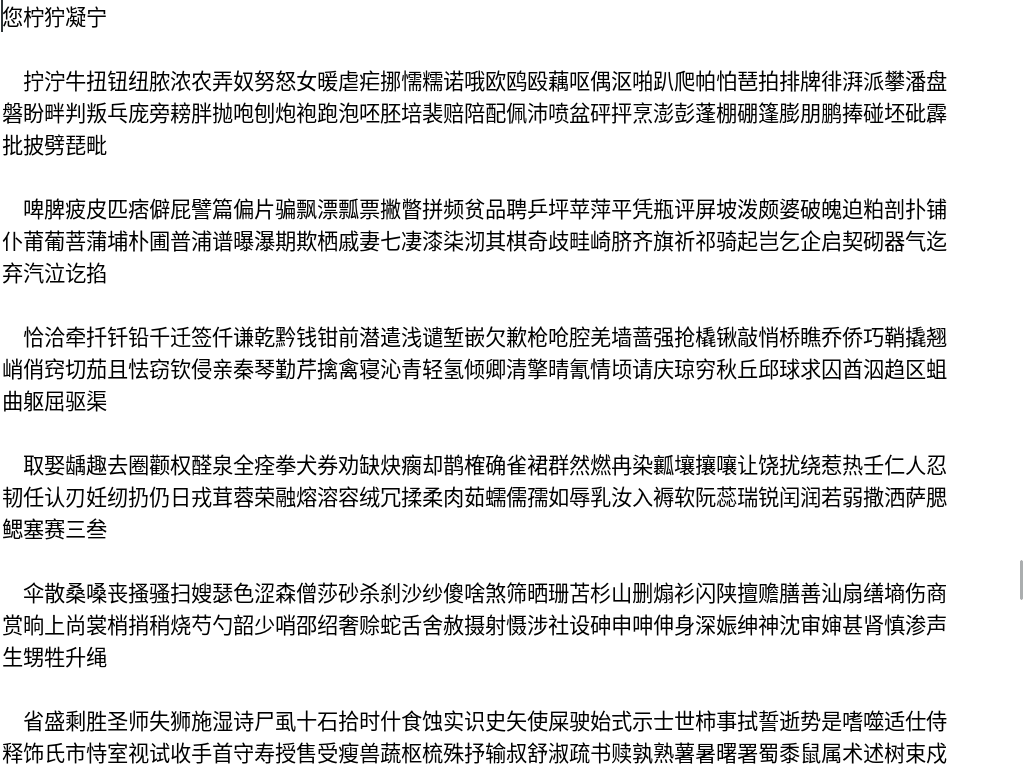 您柠狞凝宁
拧泞牛扭钮纽脓浓农弄奴努怒女暖虐疟挪懦糯诺哦欧鸥殴藕呕偶沤啪趴爬帕怕琶拍排牌徘湃派攀潘盘
磐盼畔判叛乓庞旁耪胖抛咆刨炮袍跑泡呸胚培裴赔陪配佩沛喷盆砰抨烹澎彭蓬棚硼篷膨朋鹏捧碰坯砒霹
批披劈琵毗
啤脾疲皮匹痞僻屁譬篇偏片骗飘漂瓢票撇瞥拼频贫品聘乒坪苹萍平凭瓶评屏坡泼颇婆破魄迫粕剖扑铺
仆莆葡菩蒲埔朴圃普浦谱曝瀑期欺栖戚妻七凄漆柒沏其棋奇歧畦崎脐齐旗祈祁骑起岂乞企启契砌器气迄
弃汽泣讫掐
恰洽牵扦钎铅千迁签仟谦乾黔钱钳前潜遣浅谴堑嵌欠歉枪呛腔羌墙蔷强抢橇锹敲悄桥瞧乔侨巧鞘撬翘
峭俏窍切茄且怯窃钦侵亲秦琴勤芹擒禽寝沁青轻氢倾卿清擎晴氰情顷请庆琼穷秋丘邱球求囚酋泅趋区蛆
曲躯屈驱渠
取娶龋趣去圈颧权醛泉全痊拳犬券劝缺炔瘸却鹊榷确雀裙群然燃冉染瓤壤攘嚷让饶扰绕惹热壬仁人忍
韧任认刃妊纫扔仍日戎茸蓉荣融熔溶容绒冗揉柔肉茹蠕儒孺如辱乳汝入褥软阮蕊瑞锐闰润若弱撒洒萨腮
鳃塞赛三叁
伞散桑嗓丧搔骚扫嫂瑟色涩森僧莎砂杀刹沙纱傻啥煞筛晒珊苫杉山删煽衫闪陕擅赡膳善汕扇缮墒伤商
赏晌上尚裳梢捎稍烧芍勺韶少哨邵绍奢赊蛇舌舍赦摄射慑涉社设砷申呻伸身深娠绅神沈审婶甚肾慎渗声
生甥牲升绳
省盛剩胜圣师失狮施湿诗尸虱十石拾时什食蚀实识史矢使屎驶始式示士世柿事拭誓逝势是嗜噬适仕侍
释饰氏市恃室视试收手首守寿授售受瘦兽蔬枢梳殊抒输叔舒淑疏书赎孰熟薯暑曙署蜀黍鼠属术述树束戍